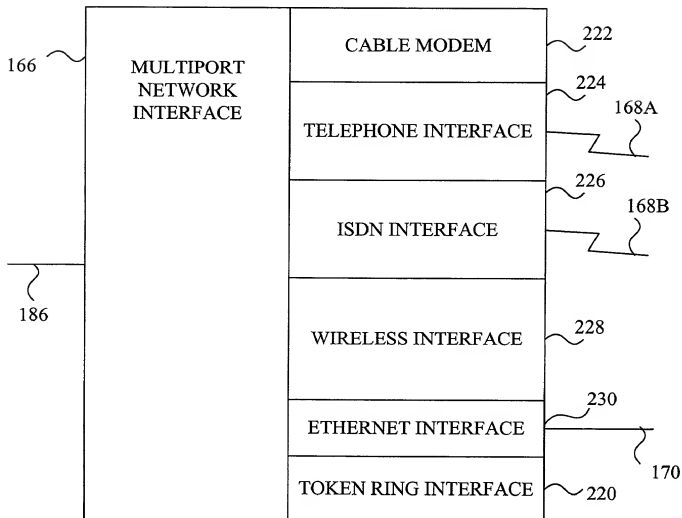 166
MULTIPORT
NETWORK
INTERFACE
186
CABLE MODEM
222
224
TELEPHONE INTERFACE
168A
226
ISDN INTERFACE
168B
WIRELESS INTERFACE
228
230
ETHERNET INTERFACE
170
TOKEN RING INTERFACE
220